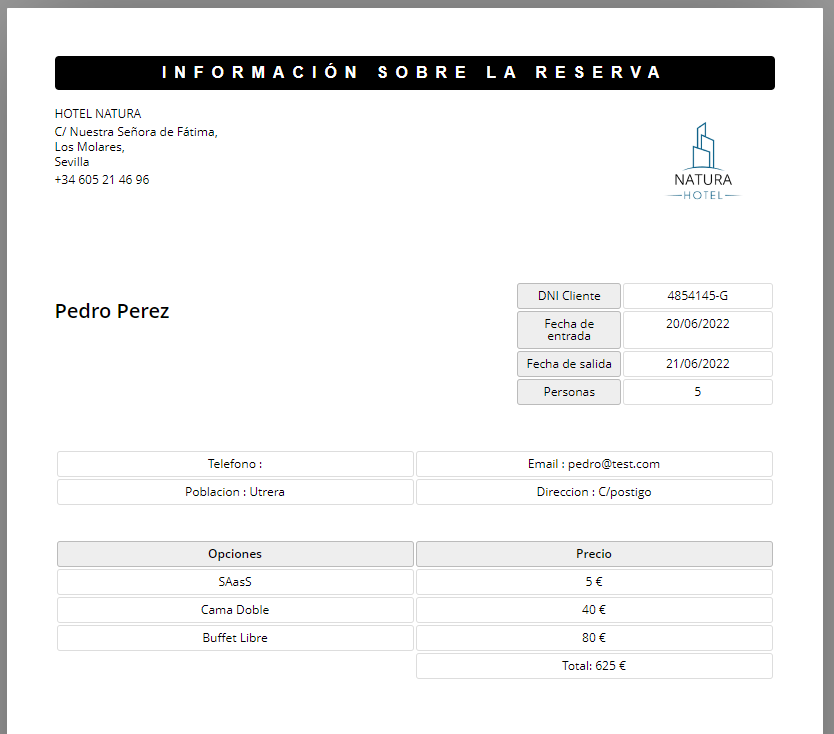 INFORMACIÓN SOBRE LA RESERVA
HOTEL NATURA
C/ Nuestra Señora de Fátima,
Los Molares,
Sevilla
+34 605 21 46 96
NATURA
HOTEL
Pedro Perez
DNI Cliente 4854145-G
Fecha de entrada 20/06/2022
Fecha de salida 21/06/2022
Personas 5
Telefono : Email : pedro@test.com
Poblacion : Utrera Direccion : C/postigo
Opciones Precio
SAasS 5 €
Cama Doble 40 €
Buffet Libre 80 €
Total: 625 €